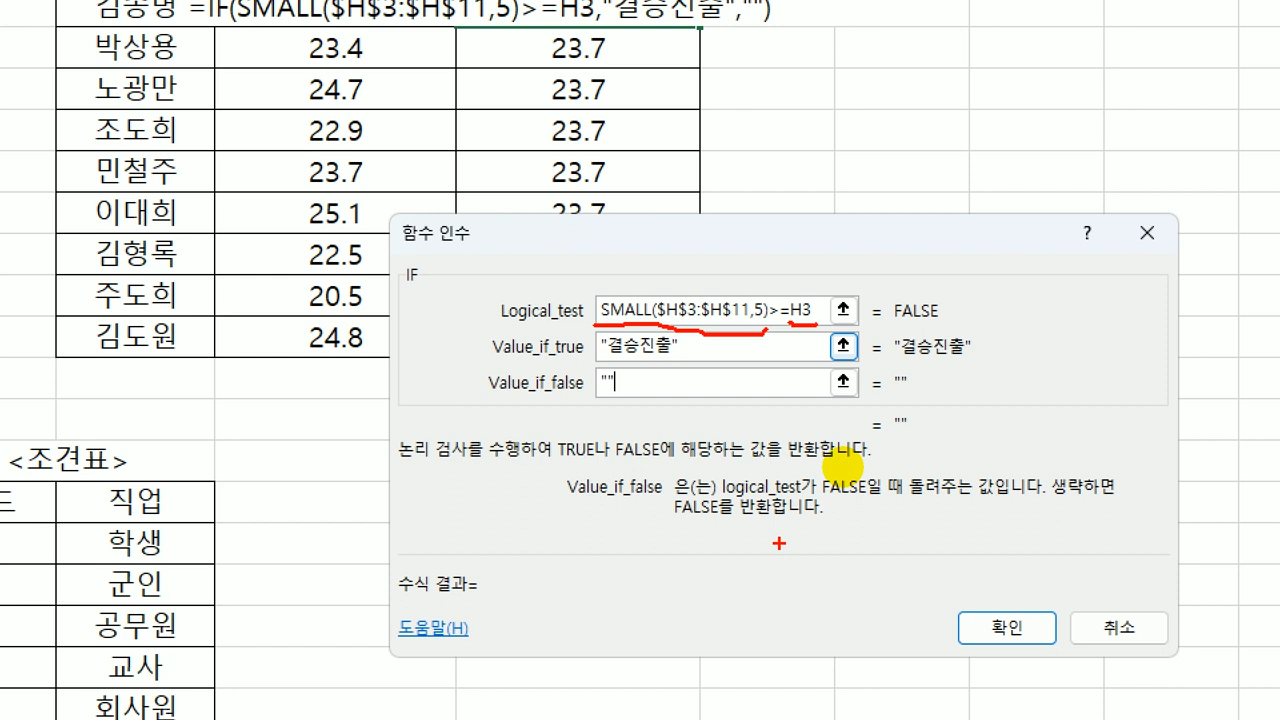 김종명 =IF(SMALL($H$3:$H$11,5)>=H3,"결승진출","")
박상용 23.4 23.7
노광만 24.7 23.7
조도희 22.9 23.7
민철주 23.7 23.7
이대희 25.1 23.7
김형록 22.5
주도희 20.5
김도원 24.8
함수 인수 ?
IF
Logical_test SMALL($H$3:$H$11,5)>=H3 = FALSE
Value_if_true "결승진출" = "결승진출"
Value_if_false "" = ""
= ""
논리 검사를 수행하여 TRUE나 FALSE에 해당하는 값을 반환합니다.
Value_if_false 은(는) logical_test가 FALSE일 때 돌려주는 값입니다. 생략하면
FALSE를 반환합니다.
수식 결과=
도움말(H) 확인 취소
<조견표>
드 직업
학생
군인
공무원
교사
회사원